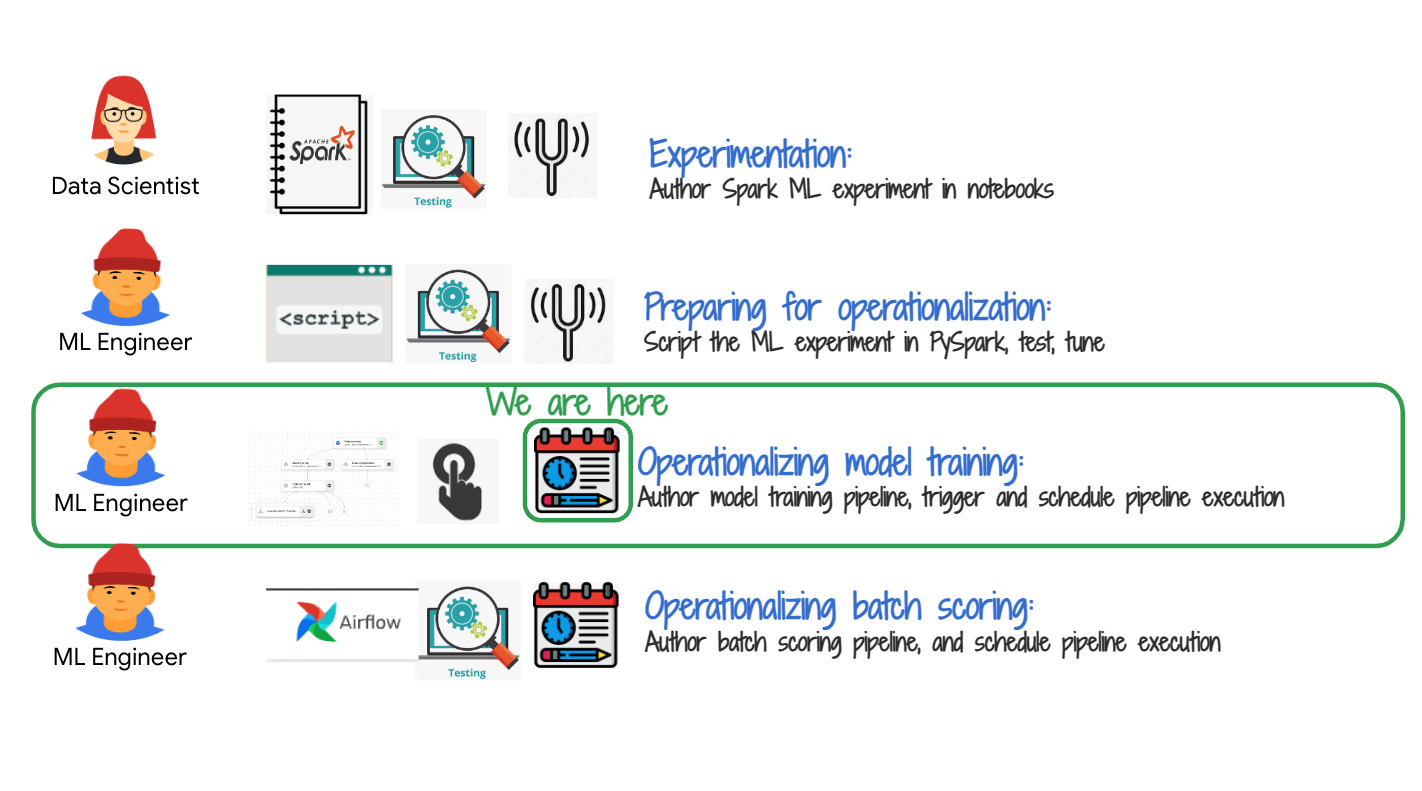 APACHE
Spark
Testing
Experimentation:
Author Spark ML experiment in notebooks
Data Scientist
<script>
Testing
Preparing for operationalization:
Script the ML experiment in PySpark, test, tune
ML Engineer
We are here
Operationalizing model training:
Author model training pipeline, trigger and schedule pipeline execution
ML Engineer
Airflow
Testing
Operationalizing batch scoring:
Author batch scoring pipeline, and schedule pipeline execution
ML Engineer